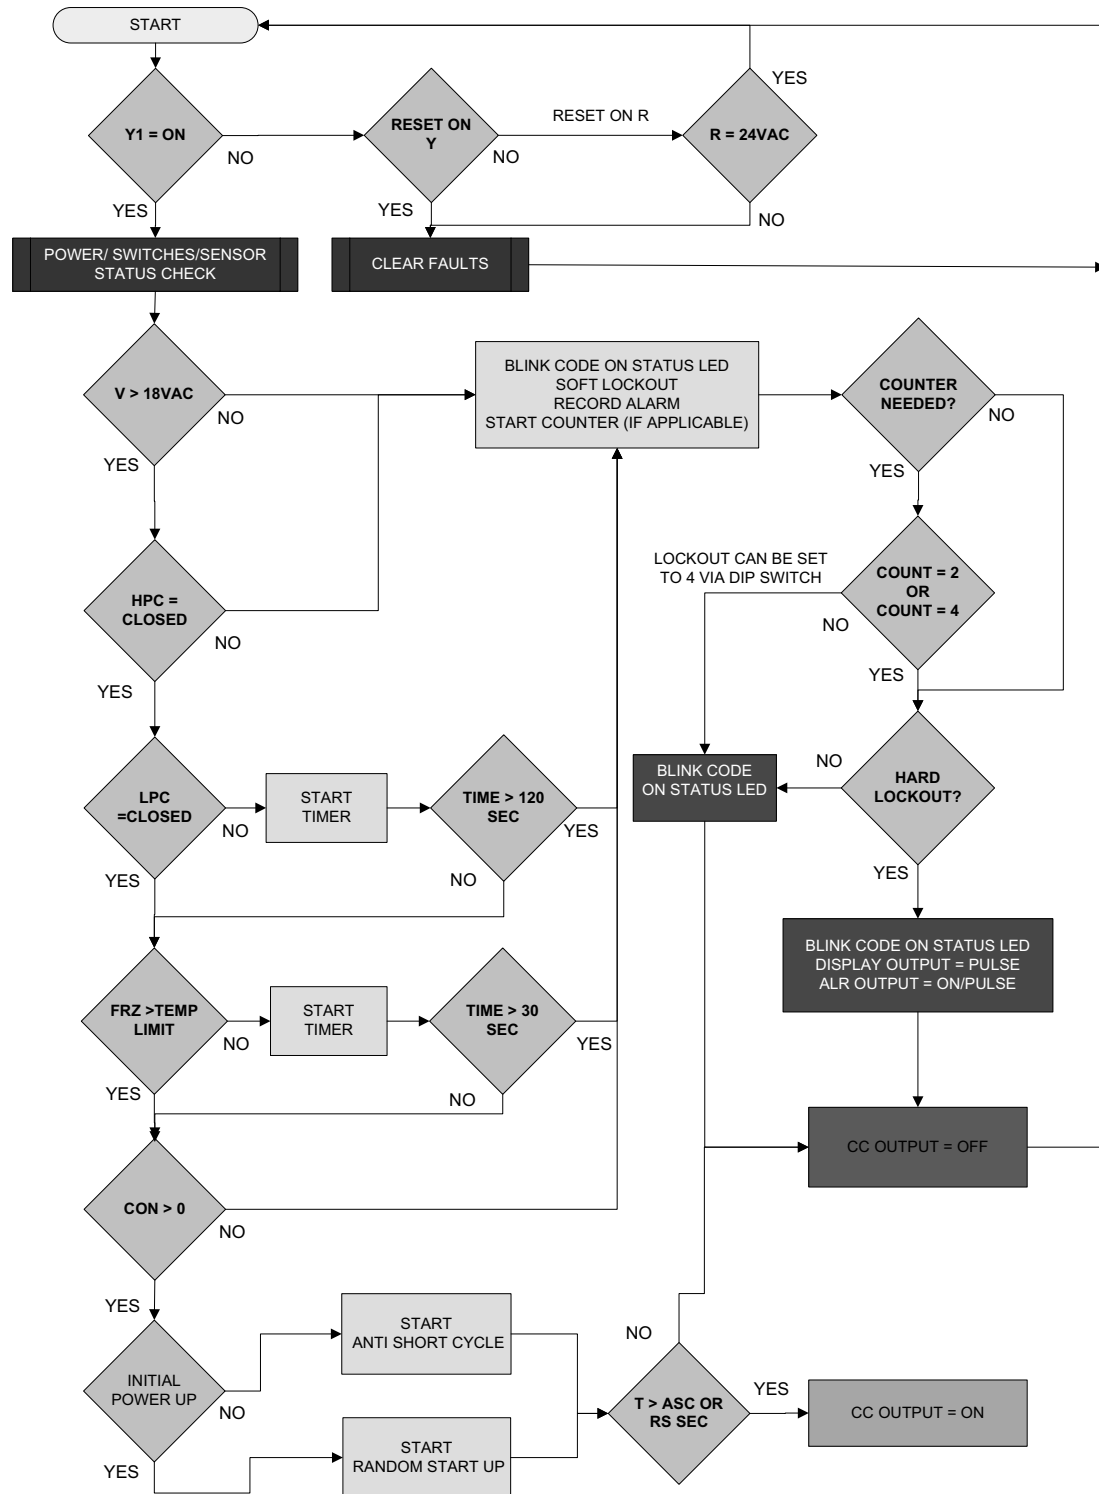 START
Y1 = ON
NO
YES
RESET ON
Y
NO
YES
RESET ON R
R = 24VAC
YES
NO
POWER/ SWITCHES/SENSOR
STATUS CHECK
CLEAR FAULTS
V > 18VAC
NO
YES
BLINK CODE ON STATUS LED
SOFT LOCKOUT
RECORD ALARM
START COUNTER (IF APPLICABLE)
COUNTER
NEEDED?
NO
YES
HPC =
CLOSED
NO
YES
LOCKOUT CAN BE SET
TO 4 VIA DIP SWITCH
COUNT = 2
OR
COUNT = 4
NO
YES
LPC
=CLOSED
NO
YES
START
TIMER
TIME > 120
SEC
YES
NO
BLINK CODE
ON STATUS LED
NO
HARD
LOCKOUT?
YES
FRZ >TEMP
LIMIT
NO
YES
START
TIMER
TIME > 30
SEC
YES
NO
BLINK CODE ON STATUS LED
DISPLAY OUTPUT = PULSE
ALR OUTPUT = ON/PULSE
CC OUTPUT = OFF
CON > 0
NO
YES
INITIAL
POWER UP
NO
YES
START
ANTI SHORT CYCLE
START
RANDOM START UP
NO
T > ASC OR
RS SEC
YES
CC OUTPUT = ON